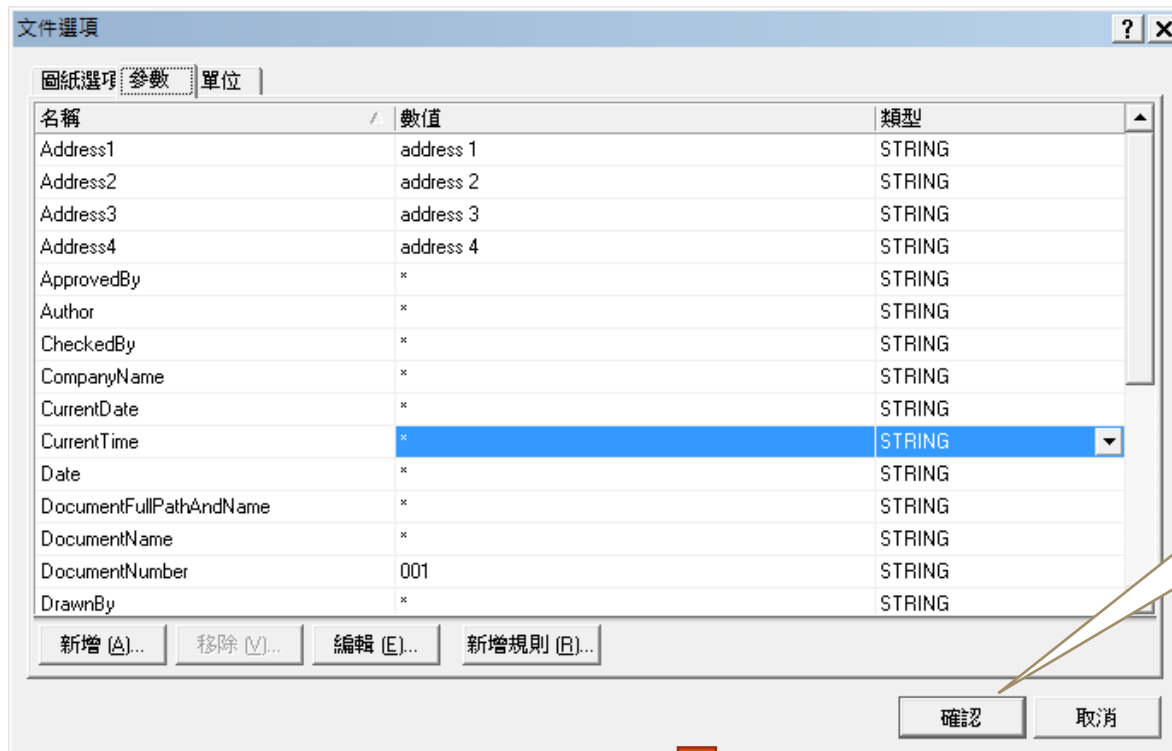 文件選項
圖紙選項 參數 單位
名稱 數值 類型
Address1 address 1 STRING
Address2 address 2 STRING
Address3 address 3 STRING
Address4 address 4 STRING
ApprovedBy * STRING
Author * STRING
CheckedBy * STRING
CompanyName * STRING
CurrentDate * STRING
CurrentTime * STRING
Date * STRING
DocumentFullPathAndName * STRING
DocumentName * STRING
DocumentNumber 001 STRING
DrawnBy * STRING
新增 (A)... 移除 (V)... 編輯 (E)... 新增規則 (R)...
確認 取消